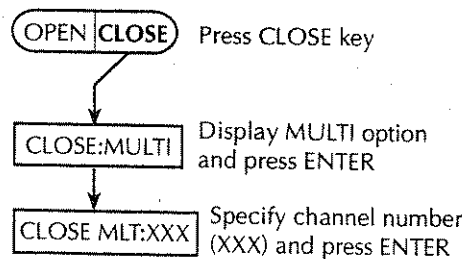 OPEN CLOSE Press CLOSE key
CLOSE:MULTI
Display MULTI option
and press ENTER
CLOSE MLT:XXX
Specify channel number
(XXX) and press ENTER